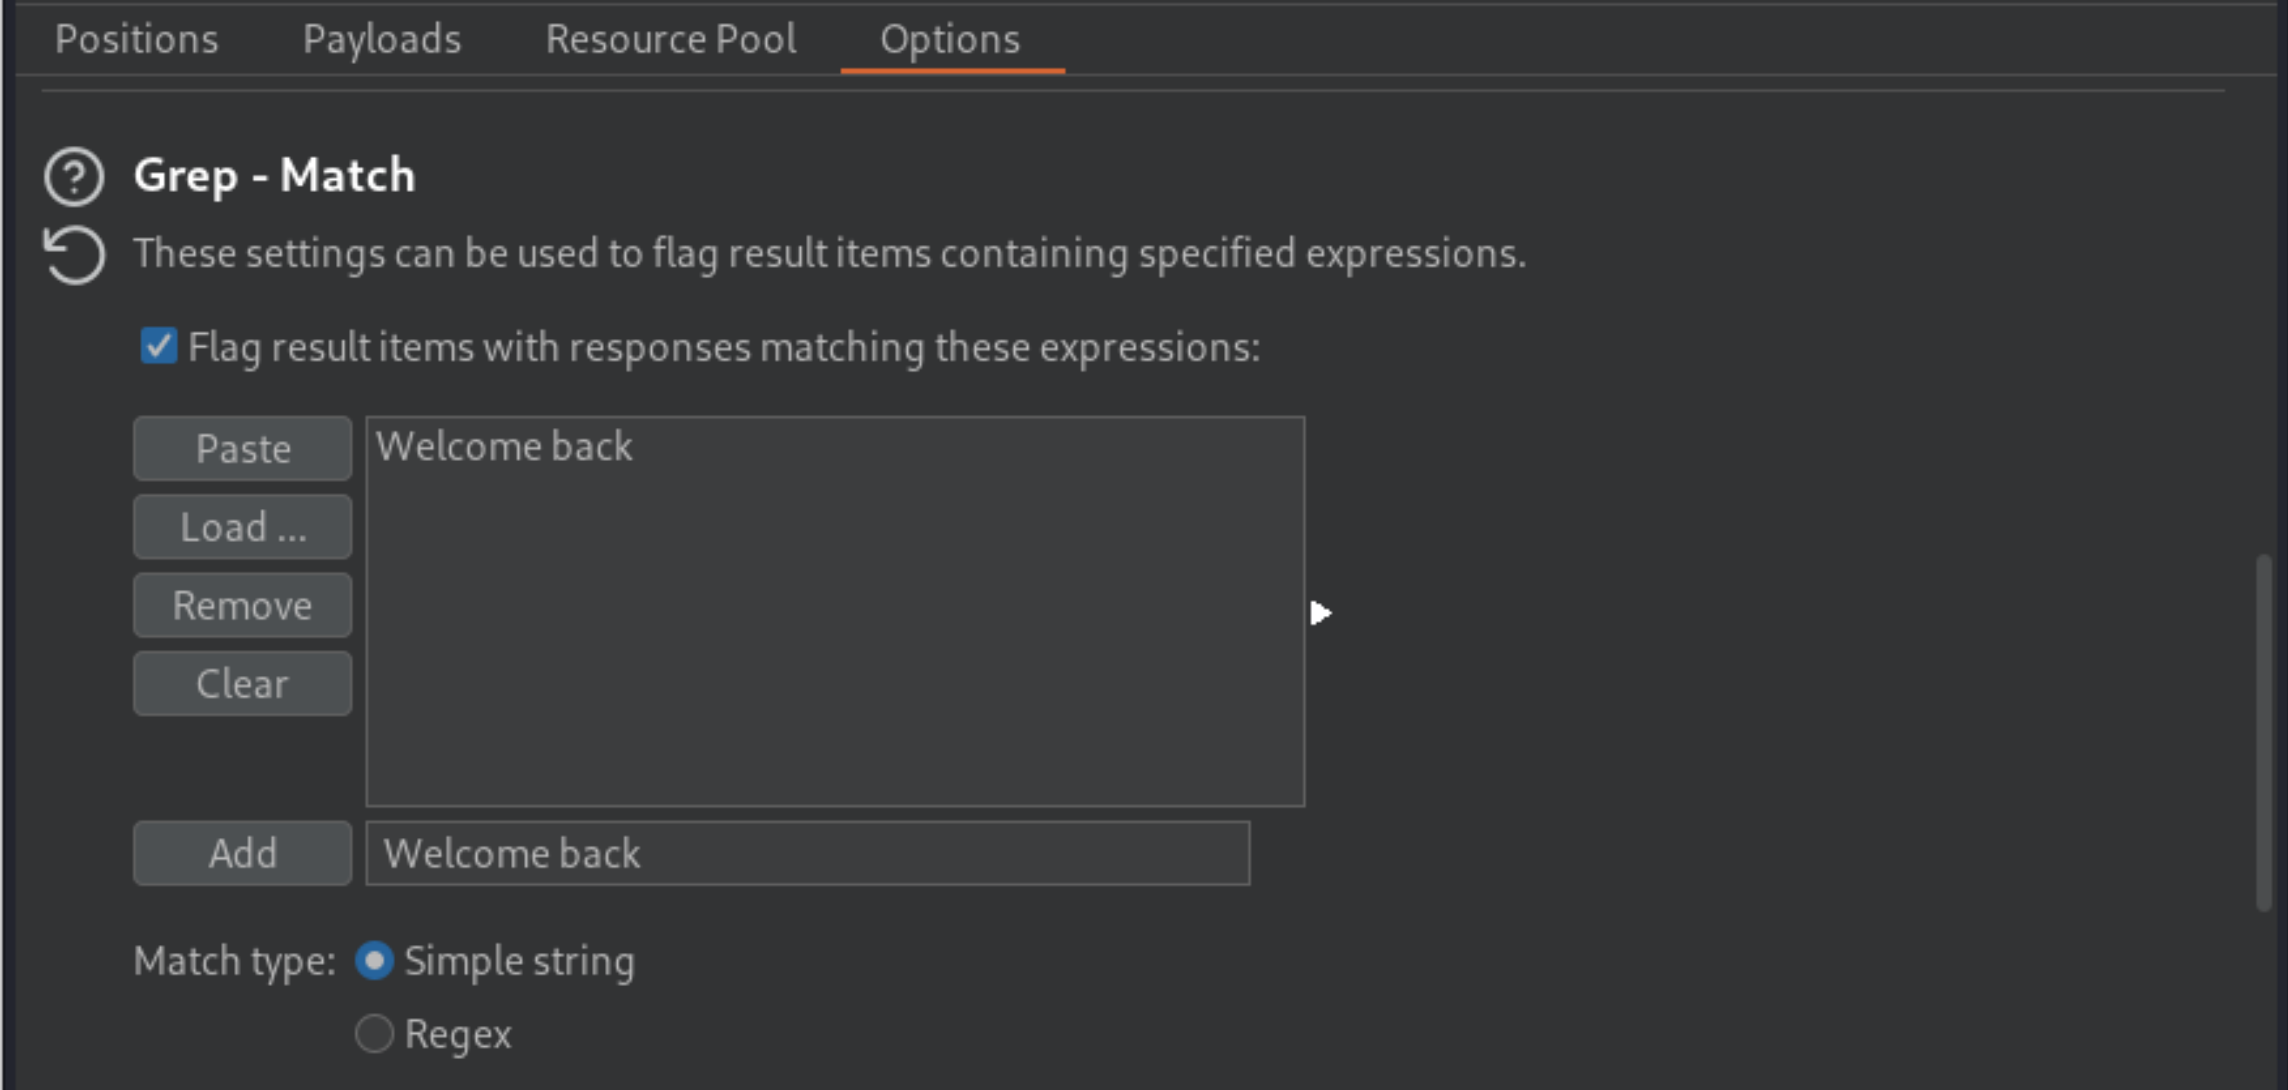 Positions Payloads Resource Pool Options
Grep - Match
These settings can be used to flag result items containing specified expressions.
Flag result items with responses matching these expressions:
Paste
Welcome back
Load ...
Remove
Clear
Add
Welcome back
Match type: Simple string
Regex